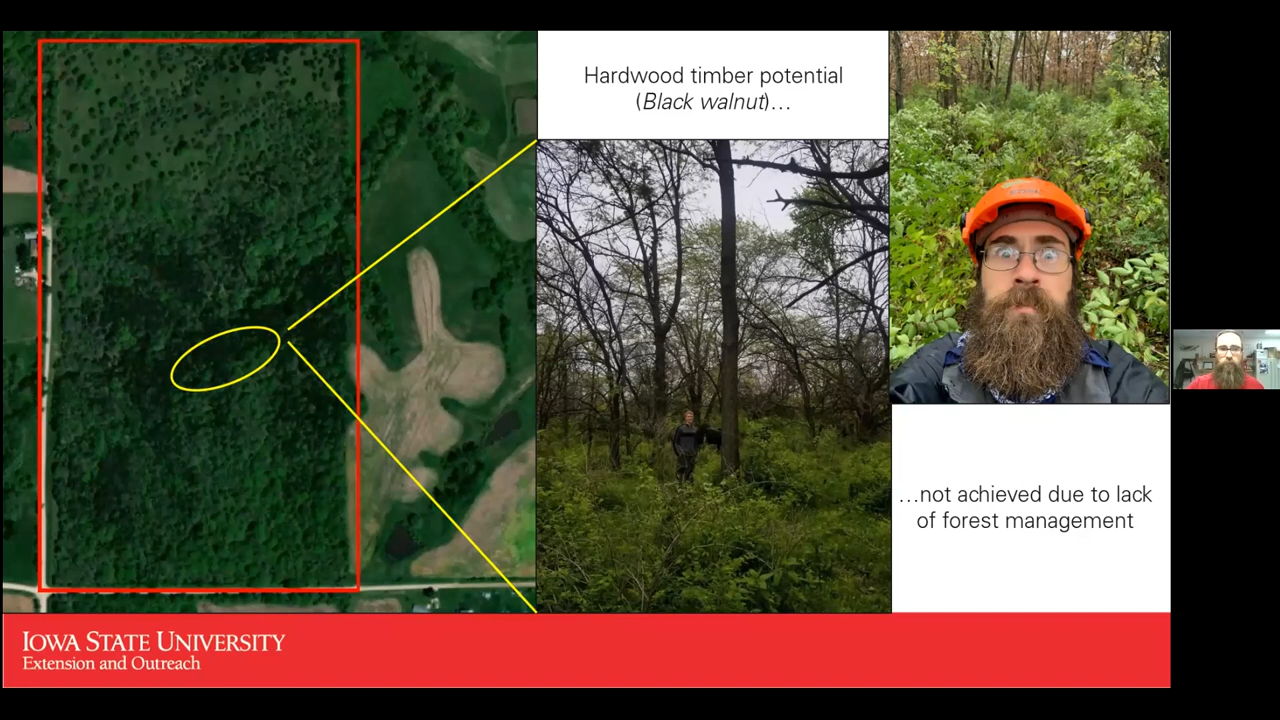 Hardwood timber potential
(Black walnut)…
…not achieved due to lack
of forest management
IOWA STATE UNIVERSITY
Extension and Outreach